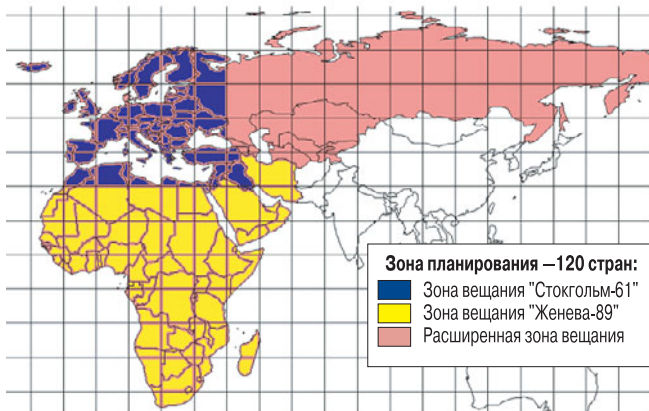 Зона планирования —120 стран:
Зона вещания "Стокгольм-61"
Зона вещания "Женева-89"
Расширенная зона вещания